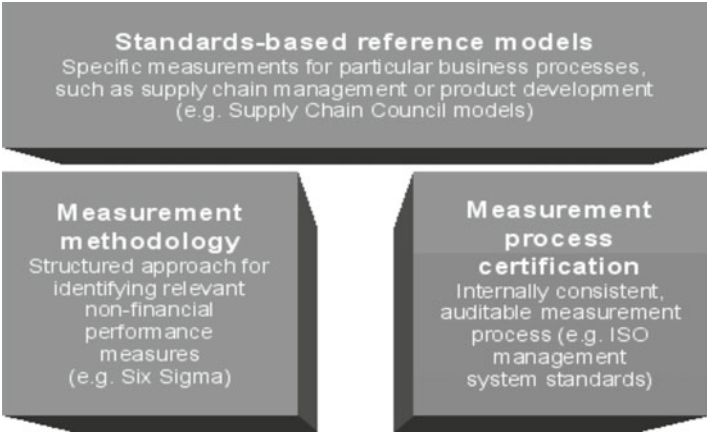 Standards-based reference models
Specific measurements for particular business processes,
such as supply chain management or product development
(e.g. Supply Chain Council models)
Measurement
methodology
Structured approach for
identifying relevant
non-financial
performance
measures
(e.g. Six Sigma)
Measurement
process
certification
Internally consistent,
auditable measurement
process (e.g. ISO
management
system standards)